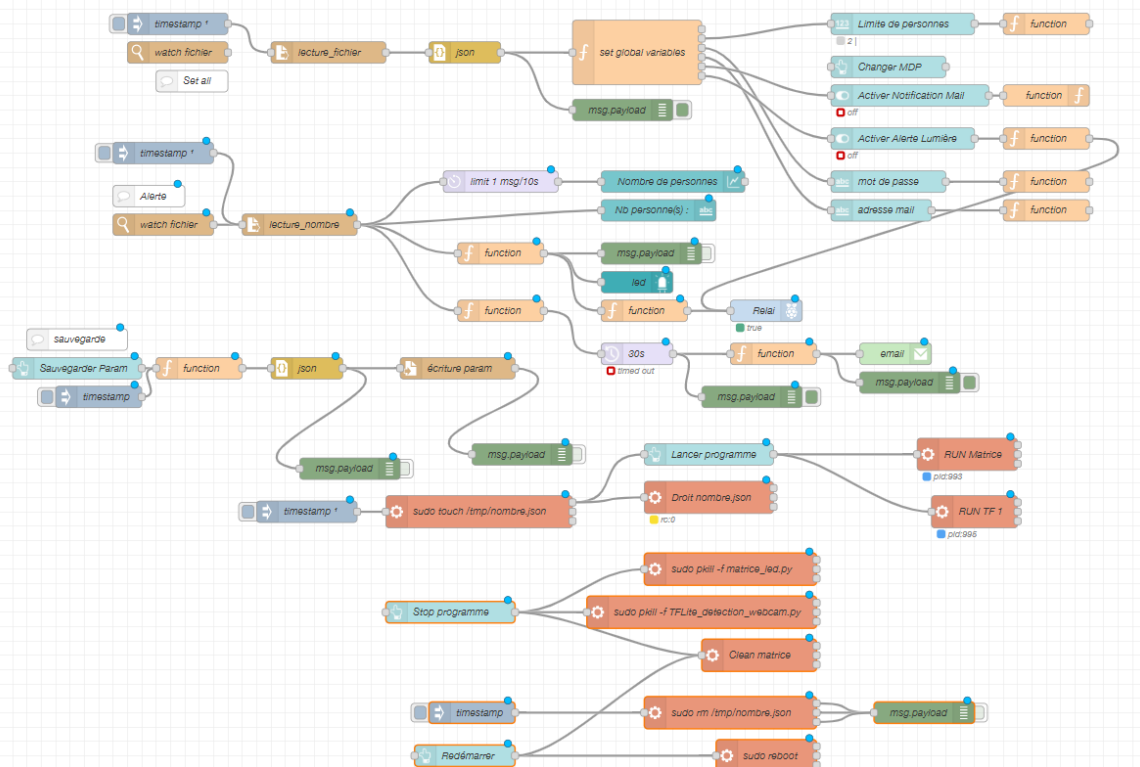 timestamp ¹
set global variables
Limite de personnes
function
2 |
watch fichier
lecture_fichier
json
Set all
Changer MDP
msg.payload
Activer Notification Mail
function
off
timestamp ¹
Activer Alerte Lumière
function
off
limit 1 msg/10s
Nombre de personnes
mot de passe
function
Alerte
watch fichier
lecture_nombre
Nb personne(s) :
adresse mail
function
function
msg.payload
led
function
function
Relai
true
sauvegarde
30s
function
email
timed out
Sauvegarder Param
function
json
écriture param
msg.payload
timestamp
msg.payload
msg.payload
msg.payload
Lancer programme
RUN Matrice
pid:993
Droit nombre.json
rc:0
timestamp ¹
sudo touch /tmp/nombre.json
RUN TF 1
pid:996
sudo pkill -f matrice_led.py
Stop programme
sudo pkill -f TFLite_detection_webcam.py
Clean matrice
timestamp
sudo rm /tmp/nombre.json
msg.payload
Redémarrer
sudo reboot